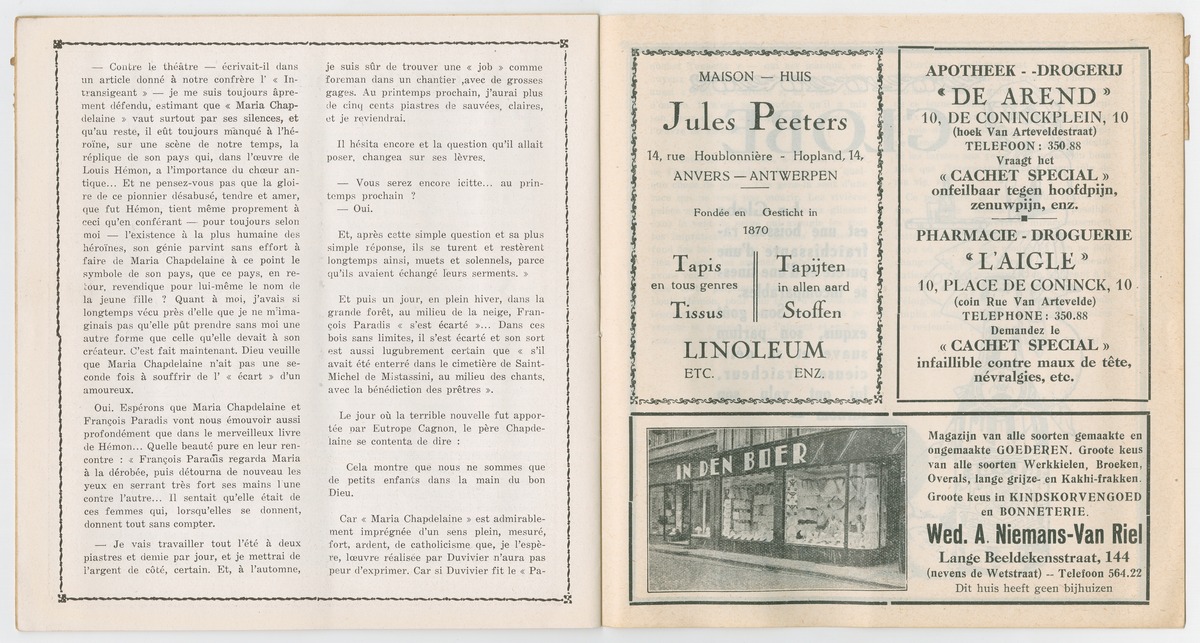 — Contre le théâtre — écrivait-il dans
un article donné à notre confrère l' « In-
transigeant » — je me suis toujours âpre-
ment défendu, estimant que « Maria Chap-
delaine » vaut surtout par ses silences, et
qu'au reste, il eût toujours manqué à l'hé-
roïne, sur une scène de notre temps, la
réplique de son pays qui, dans l'œuvre de
Louis Hémon, a l'importance du chœur an-
tique... Et ne pensez-vous pas que la gloi-
re de ce pionnier désabusé, tendre et amer,
que fut Hémon, tient même proprement à
ceci qu'en conférant — pour toujours selon
moi — l'existence à la plus humaine des
héroïnes, son génie parvint sans effort à
faire de Maria Chapdelaine à ce point le
symbole de son pays, que ce pays, en re-
tour, revendique pour lui-même le nom de
la jeune fille ? Quant à moi, j'avais si
longtemps vécu près d'elle que je ne m'ima-
ginais pas qu'elle pût prendre sans moi une
autre forme que celle qu'elle devait à son
créateur. C'est fait maintenant. Dieu veuille
que Maria Chapdelaine n'ait pas une se-
conde fois à souffrir de l' « écart » d'un
amoureux.
Oui. Espérons que Maria Chapdelaine et
François Paradis vont nous émouvoir aussi
profondément que dans le merveilleux livre
de Hémon... Quelle beauté pure en leur ren-
contre : « François Paradis regarda Maria
à la dérobée, puis détourna de nouveau les
yeux en serrant très fort ses mains l'une
contre l'autre... Il sentait qu'elle était de
ces femmes qui, lorsqu'elles se donnent,
donnent tout sans compter.
— Je vais travailler tout l'été à deux
piastres et demie par jour, et je mettrai de
l'argent de côté, certain. Et, à l'automne,
je suis sûr de trouver une « job » comme
foreman dans un chantier ,avec de grosses
gages. Au printemps prochain, j'aurai plus
de cinq cents piastres de sauvées, claires,
et je reviendrai.
Il hésita encore et la question qu'il allait
poser, changea sur ses lèvres.
— Vous serez encore icitte... au prin-
temps prochain ?
— Oui.
Et, après cette simple question et sa plus
simple réponse, ils se turent et restèrent
longtemps ainsi, muets et solennels, parce
qu'ils avaient échangé leurs serments. »
Et puis un jour, en plein hiver, dans la
grande forêt, au milieu de la neige, Fran-
çois Paradis « s'est écarté »... Dans ces
bois sans limites, il s'est écarté et son sort
est aussi lugubrement certain que « s'il
avait été enterré dans le cimetière de Saint-
Michel de Mistassini, au milieu des chants,
avec la bénédiction des prêtres ».
Le jour où la terrible nouvelle fut appor-
tée par Eutrope Cagnon, le père Chapde-
laine se contenta de dire :
Cela montre que nous ne sommes que
de petits enfants dans la main du bon
Dieu.
Car « Maria Chapdelaine » est admirable-
ment imprégnée d'un sens plein, mesuré,
fort, ardent, de catholicisme que, je l'espè-
re, lœuvre réalisée par Duvivier n'aura pas
peur d'exprimer. Car si Duvivier fit le « Pa-
MAISON — HUIS
Jules Peeters
14, rue Houblonnière - Hopland, 14,
ANVERS — ANTWERPEN
Fondée en Gesticht in
1870
Tapis Tapijten
en tous genres in allen aard
Tissus Stoffen
LINOLEUM
ETC. ENZ.
APOTHEEK - -DROGERIJ
“ DE AREND ”
10, DE CONINCKPLEIN, 10
(hoek Van Arteveldestraat)
TELEFOON : 350.88
Vraagt het
« CACHET SPECIAL »
onfeilbaar tegen hoofdpijn,
zenuwpijn, enz.
PHARMACIE - DROGUERIE
“ L'AIGLE ”
10, PLACE DE CONINCK, 10
(coin Rue Van Artevelde)
TELEPHONE : 350.88
Demandez le
« CACHET SPECIAL »
infaillible contre maux de tête,
névralgies, etc.
IN DEN BOER
Magazijn van alle soorten gemaakte en
ongemaakte GOEDEREN. Groote keus
van alle soorten Werkkielen, Broeken,
Overals, lange grijze- en Kakhi-frakken.
Groote keus in KINDSKORVENGOED
en BONNETERIE.
Wed. A. Niemans-Van Riel
Lange Beeldekensstraat, 144
(nevens de Wetstraat) -- Telefoon 564.22
Dit huis heeft geen bijhuizen